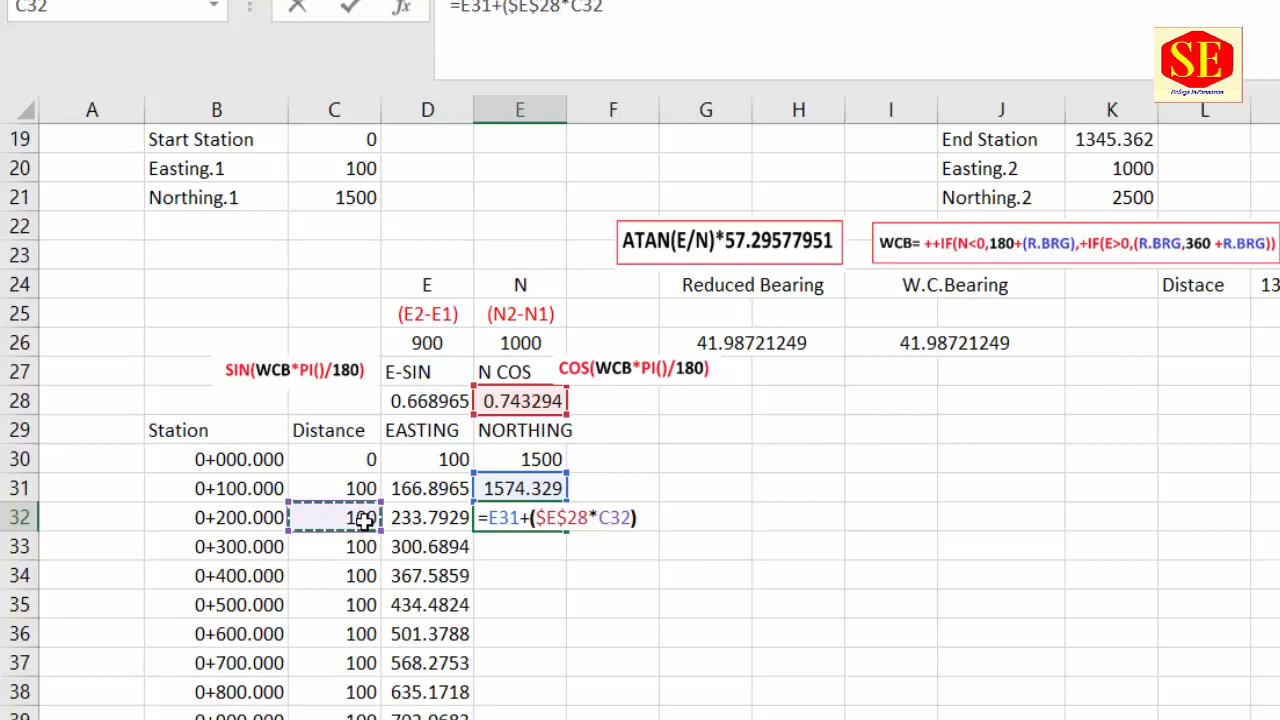 C32
=E31+($E$28*C32
SE
A B C D E F G H I J K L
19 Start Station 0 End Station 1345.362
20 Easting.1 100 Easting.2 1000
21 Northing.1 1500 Northing.2 2500
22
ATAN(E/N)*57.29577951 WCB= ++IF(N<0,180+(R.BRG),+IF(E>0,(R.BRG,360 +R.BRG))
23
24 E N Reduced Bearing W.C.Bearing Distace 13
25 (E2-E1) (N2-N1)
26 900 1000 41.98721249 41.98721249
27 SIN(WCB*PI()/180) E-SIN N COS COS(WCB*PI()/180)
28 0.668965 0.743294
29 Station Distance EASTING NORTHING
30 0+000.000 0 100 1500
31 0+100.000 100 166.8965 1574.329
32 0+200.000 100 233.7929 =E31+($E$28*C32)
33 0+300.000 100 300.6894
34 0+400.000 100 367.5859
35 0+500.000 100 434.4824
36 0+600.000 100 501.3788
37 0+700.000 100 568.2753
38 0+800.000 100 635.1718